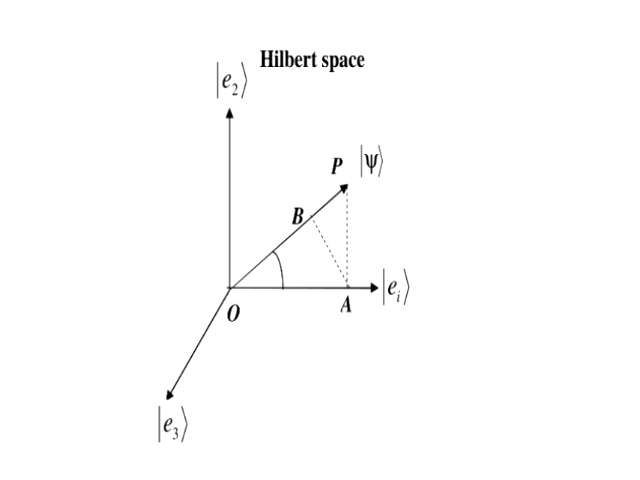 Hilbert space
|e₂⟩
P |ψ⟩
B
|eᵢ⟩
O
A
|e₃⟩